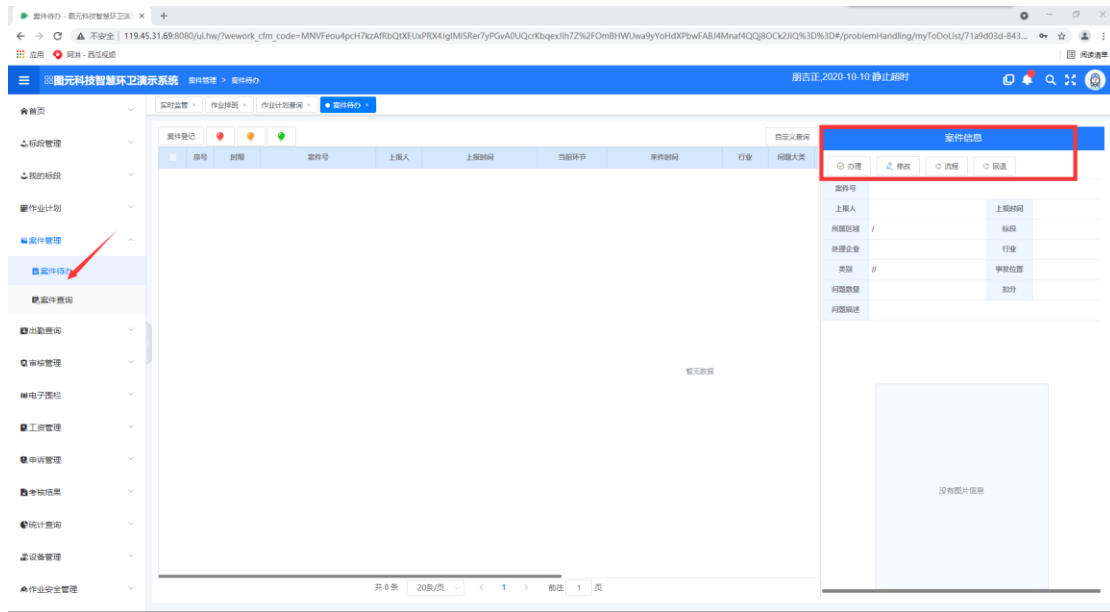 案件待办 - 图元科技智慧环卫演 ×
不安全 119.45.31.69:8080/ui.hw/?wework_cfm_code=
#/problemHandling/myToDoList/71a9d03d-843...
应用 阿洪 - 西瓜视频 阅读清单
图元科技智慧环卫演示系统 案件管理 > 案件待办 朋吉正,2020-10-10 静止超时
首页 实时监管 × 作业排班 × 作业计划查询 × 案件待办 ×
标段管理
我的标段
作业计划
案件管理
案件待办
案件查询
出勤查询
审核管理
电子围栏
工资管理
申诉管理
考核结果
统计查询
设备管理
作业安全管理
案件登记 自定义查询
序号 时限 案件号 上报人 上报时间 当前环节 来件时间 行业 问题大类
暂无数据
共 0 条 20条/页 < 1 > 前往 1 页
案件信息
办理 修改 流程 回退
案件号
上报人 上报时间
所属区域 / 标段
处理企业 行业
类别 // 事发位置
问题数量 扣分
问题描述
没有图片信息